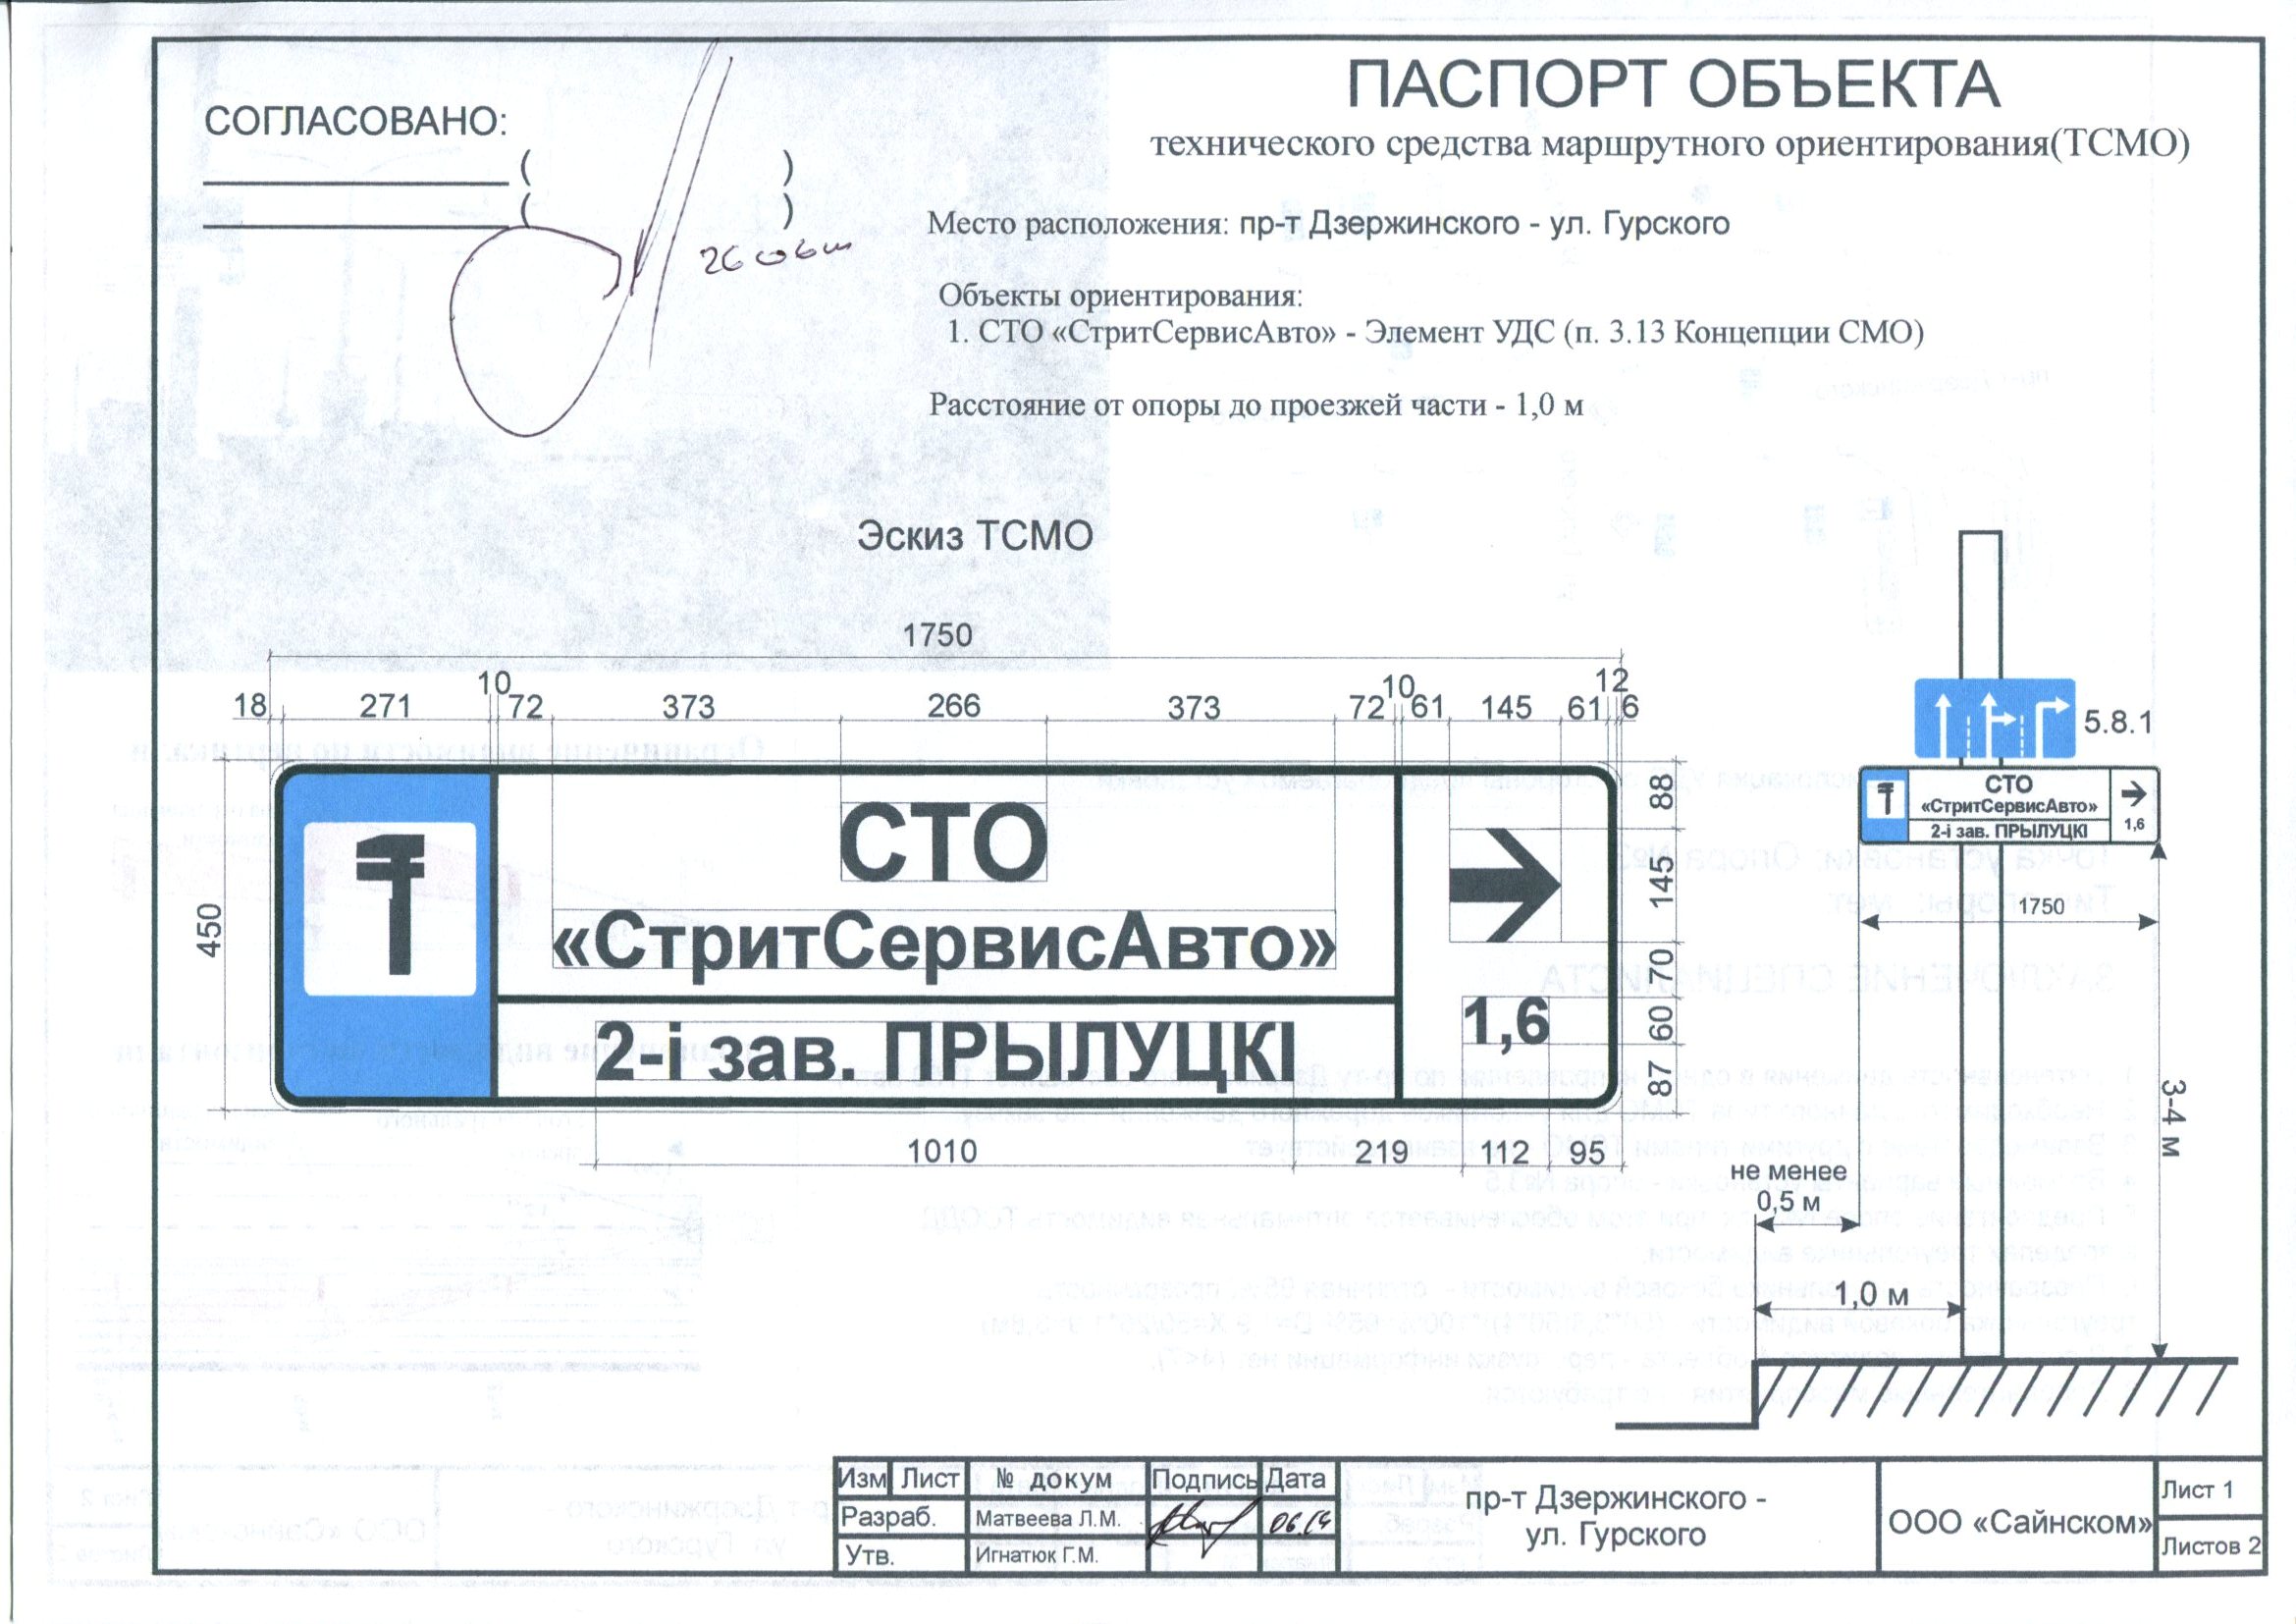 СОГЛАСОВАНО:
( )
( )
ПАСПОРТ ОБЪЕКТА
технического средства маршрутного ориентирования(ТСМО)
Место расположения: пр-т Дзержинского - ул. Гурского
Объекты ориентирования:
1. СТО «СтритСервисАвто» - Элемент УДС (п. 3.13 Концепции СМО)
Расстояние от опоры до проезжей части - 1,0 м
Эскиз ТСМО
1750
18 271 10 72 373 266 373 72 10 61 145 61 12 6
450
СТО
«СтритСервисАвто»
2-і зав. ПРЫЛУЦКІ
1,6
88
145
70
60
87
1010 219 112 95
5.8.1
СТО
«СтритСервисАвто»
2-і зав. ПРЫЛУЦКІ
1,6
1750
3-4 м
не менее
0,5 м
1,0 м
Изм Лист № докум Подпись Дата
Разраб. Матвеева Л.М. 06.14
Утв. Игнатюк Г.М.
пр-т Дзержинского -
ул. Гурского
ООО «Сайнском»
Лист 1
Листов 2